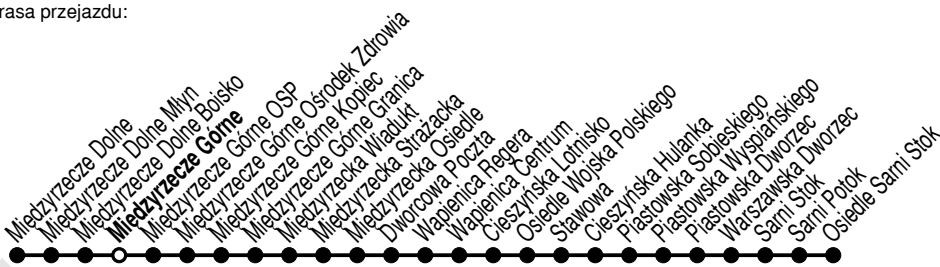 rasa przejazdu:
Międzyrzecze Dolne
Międzyrzecze Dolne Młyn
Międzyrzecze Dolne Boisko
Międzyrzecze Górne
Międzyrzecze Górne OSP
Międzyrzecze Górne Ośrodek Zdrowia
Międzyrzecze Górne Kopiec
Międzyrzecze Górne Granica
Międzyrzecka Wiadukt
Międzyrzecka Strażacka
Międzyrzecka Osiedle
Dworcowa Poczta
Wapienica Regera
Wapienica Centrum
Cieszyńska Lotnisko
Osiedle Wojska Polskiego
Stawowa
Cieszyńska Hulanka
Piastowska Sobieskiego
Piastowska Wyspiańskiego
Piastowska Dworzec
Warszawska Dworzec
Sarni Stok
Sarni Potok
Osiedle Sarni Stok